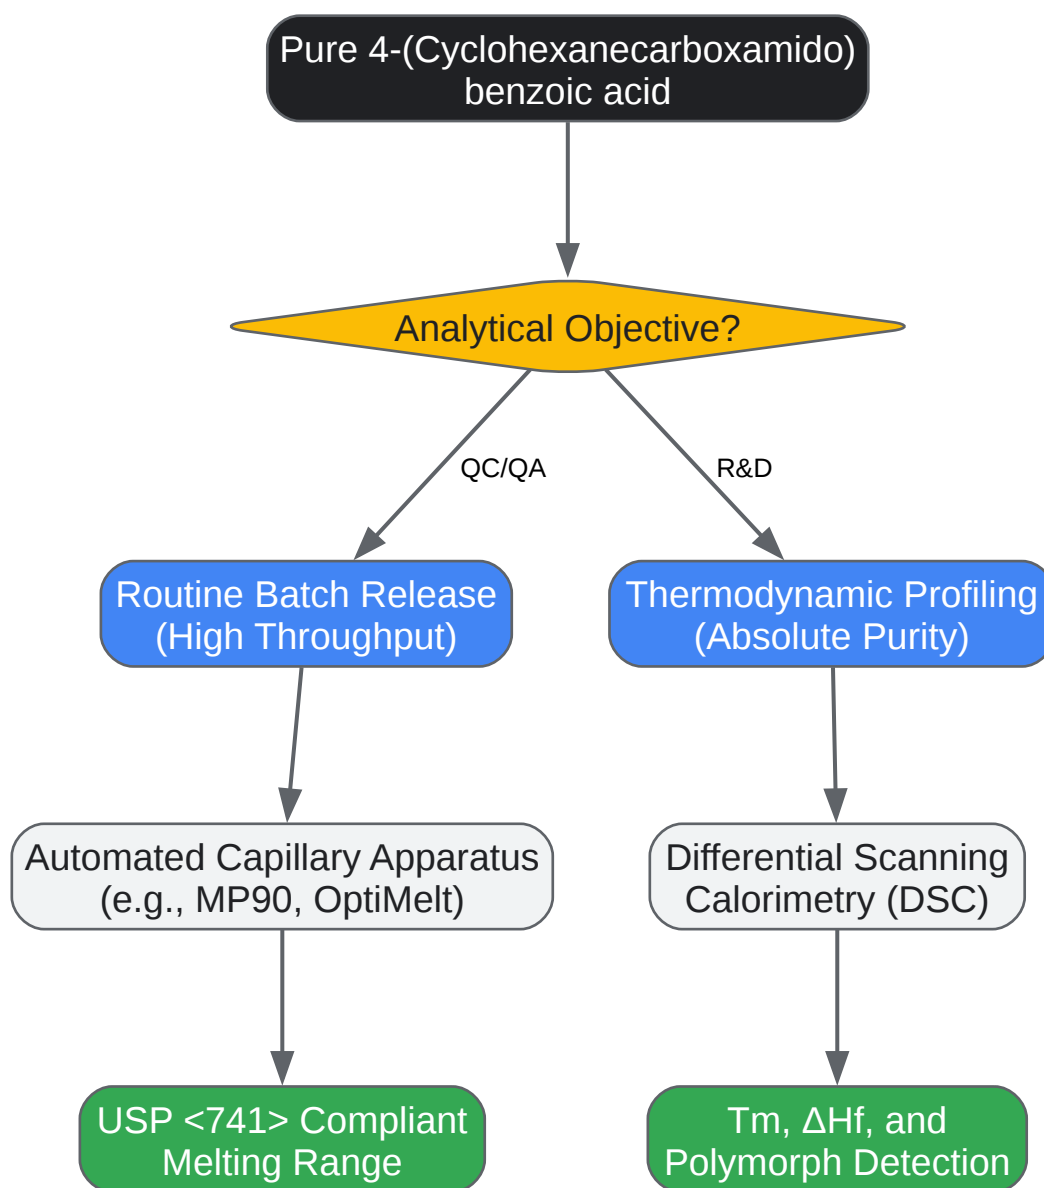 Pure 4-(Cyclohexanecarboxamido)
benzoic acid
Analytical Objective?
QC/QA
R&D
Routine Batch Release
(High Throughput)
Thermodynamic Profiling
(Absolute Purity)
Automated Capillary Apparatus
(e.g., MP90, OptiMelt)
Differential Scanning
Calorimetry (DSC)
USP <741> Compliant
Melting Range
Tm, ΔHf, and
Polymorph Detection